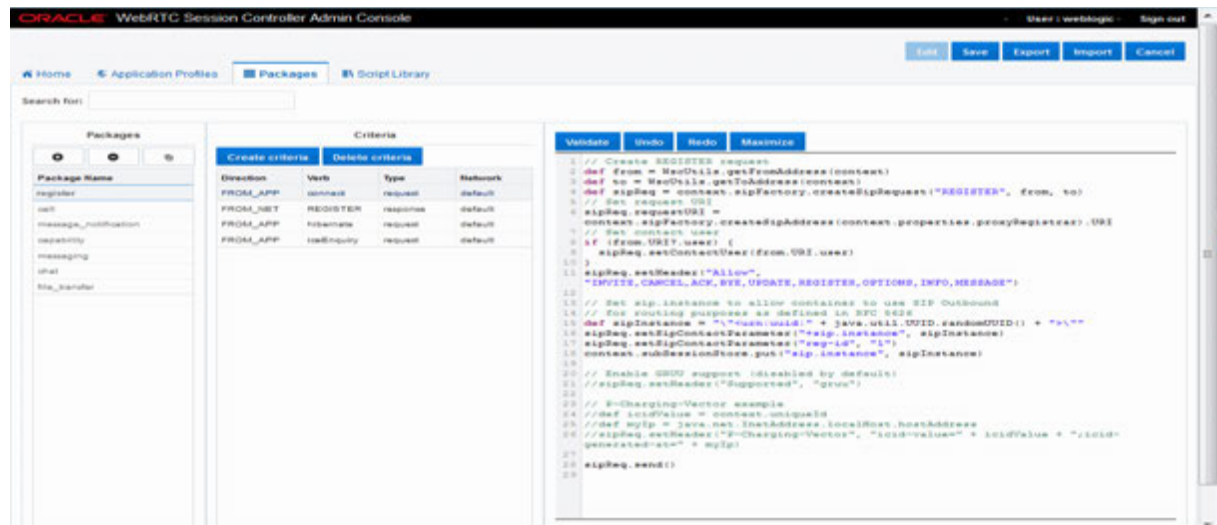 ORACLE WebRTC Session Controller Admin Console
User : weblogic
Sign out
Edit Save Export Import Cancel
Home Application Profiles Packages Script Library
Search for:
Packages
Package Name
register
call
message_notification
capability
messaging
chat
file_transfer
Criteria
Create criteria Delete criteria
Direction Verb Type Network
FROM_APP connect request default
FROM_NET REGISTER response default
FROM_APP hibernate request default
FROM_APP iceEnquiry request default
Validate Undo Redo Maximize
1 // Create REGISTER request
2 def from = WscUtils.getFromAddress(context)
3 def to = WscUtils.getToAddress(context)
4 def sipReq = context.sipFactory.createSipRequest("REGISTER", from, to)
5 // Set request URI
6 sipReq.requestURI =
context.sipFactory.createSipAddress(context.properties.proxyRegistrar).URI
7 // Set contact user
8 if (from.URI?.user) {
9 sipReq.setContactUser(from.URI.user)
10 }
11 sipReq.setHeader("Allow",
"INVITE,CANCEL,ACK,BYE,UPDATE,REGISTER,OPTIONS,INFO,MESSAGE")
12
13 // Set sip.instance to allow container to use SIP Outbound
14 // for routing purposes as defined in RFC 5626
15 def sipInstance = "\"<urn:uuid:" + java.util.UUID.randomUUID() + ">\""
16 sipReq.setSipContactParameter("+sip.instance", sipInstance)
17 sipReq.setSipContactParameter("reg-id", "1")
18 context.subSessionStore.put("sip.instance", sipInstance)
19
20 // Enable GRUU support (disabled by default)
21 //sipReq.setHeader("Supported", "gruu")
22
23 // P-Charging-Vector example
24 //def icidValue = context.uniqueId
25 //def myIp = java.net.InetAddress.localHost.hostAddress
26 //sipReq.setHeader("P-Charging-Vector", "icid-value=" + icidValue + ";icid-
generated-at=" + myIp)
27
28 sipReq.send()
29